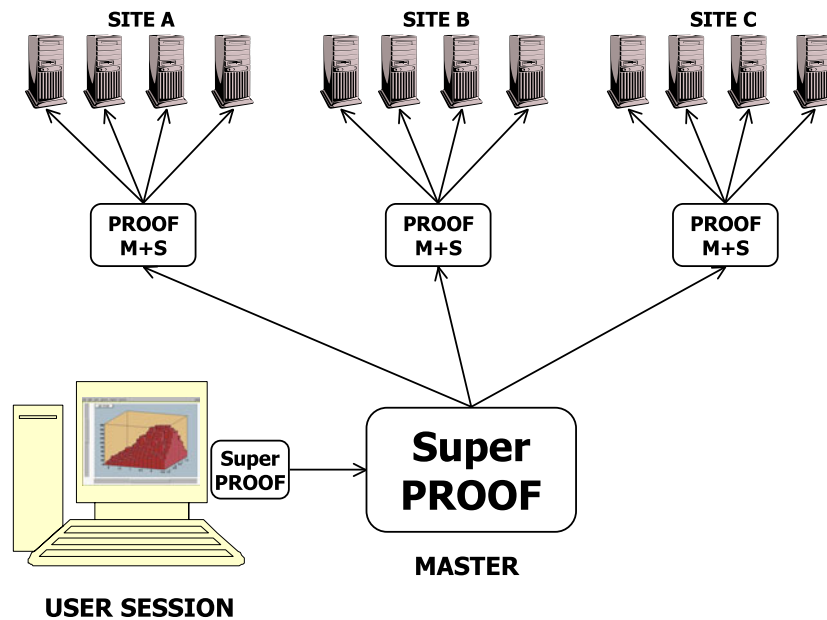 SITE A
SITE B
SITE C
PROOF
M+S
PROOF
M+S
PROOF
M+S
Super
PROOF
Super
PROOF
MASTER
USER SESSION